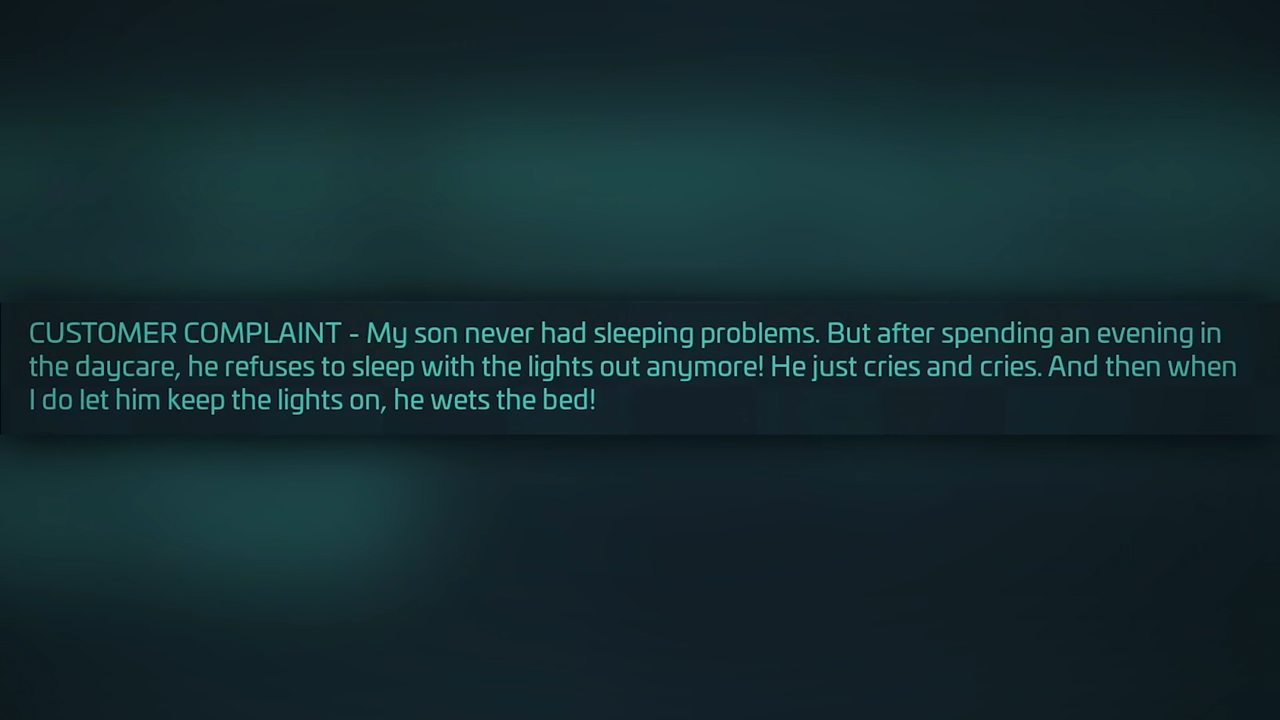 CUSTOMER COMPLAINT - My son never had sleeping problems. But after spending an evening in
the daycare, he refuses to sleep with the lights out anymore! He just cries and cries. And then when
I do let him keep the lights on, he wets the bed!